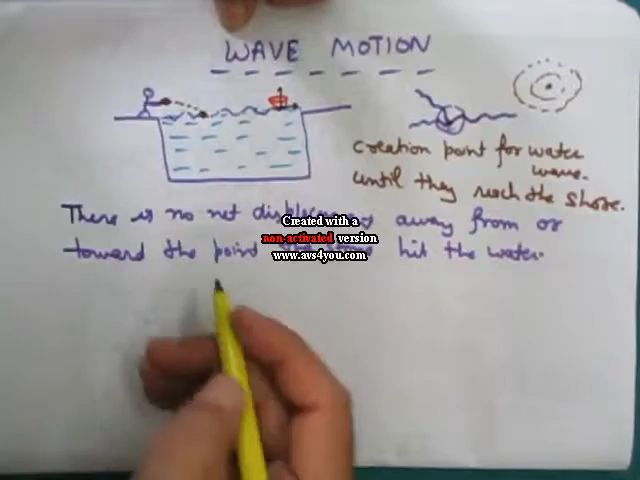 WAVE MOTION
creation point for water
wave.
until they reach the shore.
There is no net away from or
toward the point hit the water.
Created with a
non-activated version
www.avs4you.com